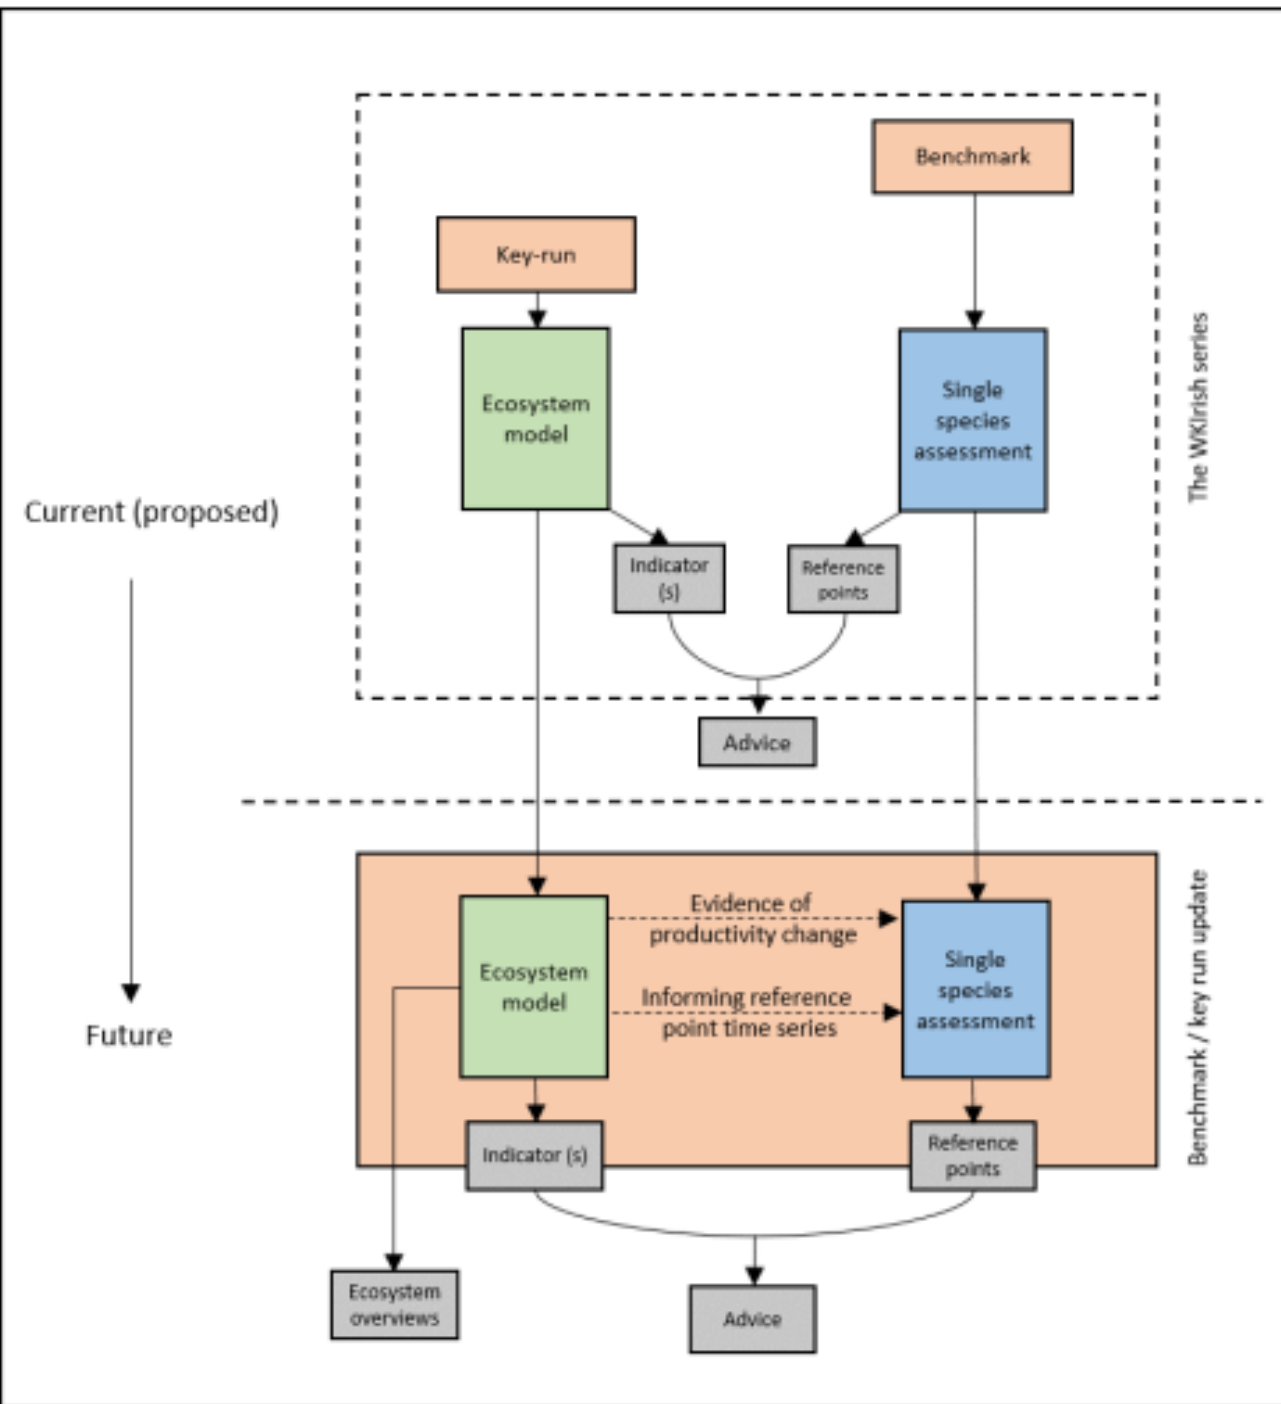 Benchmark
Key-run
Ecosystem
model
Single
species
assessment
The WKIrish series
Current (proposed)
Indicator
(s)
Reference
points
Advice
Future
Ecosystem
model
Evidence of
productivity change
Informing reference
point time series
Single
species
assessment
Benchmark / key run update
Indicator (s)
Reference
points
Ecosystem
overviews
Advice